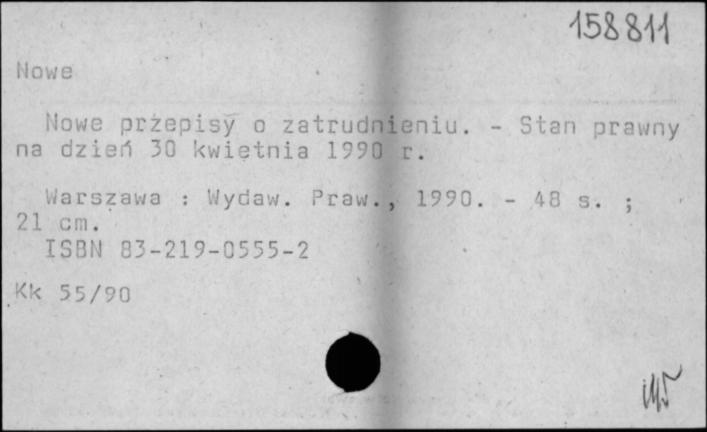 158811
Nowe
Nowe przepisy o zatrudnieniu. - Stan prawny
na dzień 30 kwietnia 1990 r.
Warszawa : Wydaw. Praw., 1990. - 48 s. ;
21 cm.
ISBN 83-219-0555-2
Kk 55/90